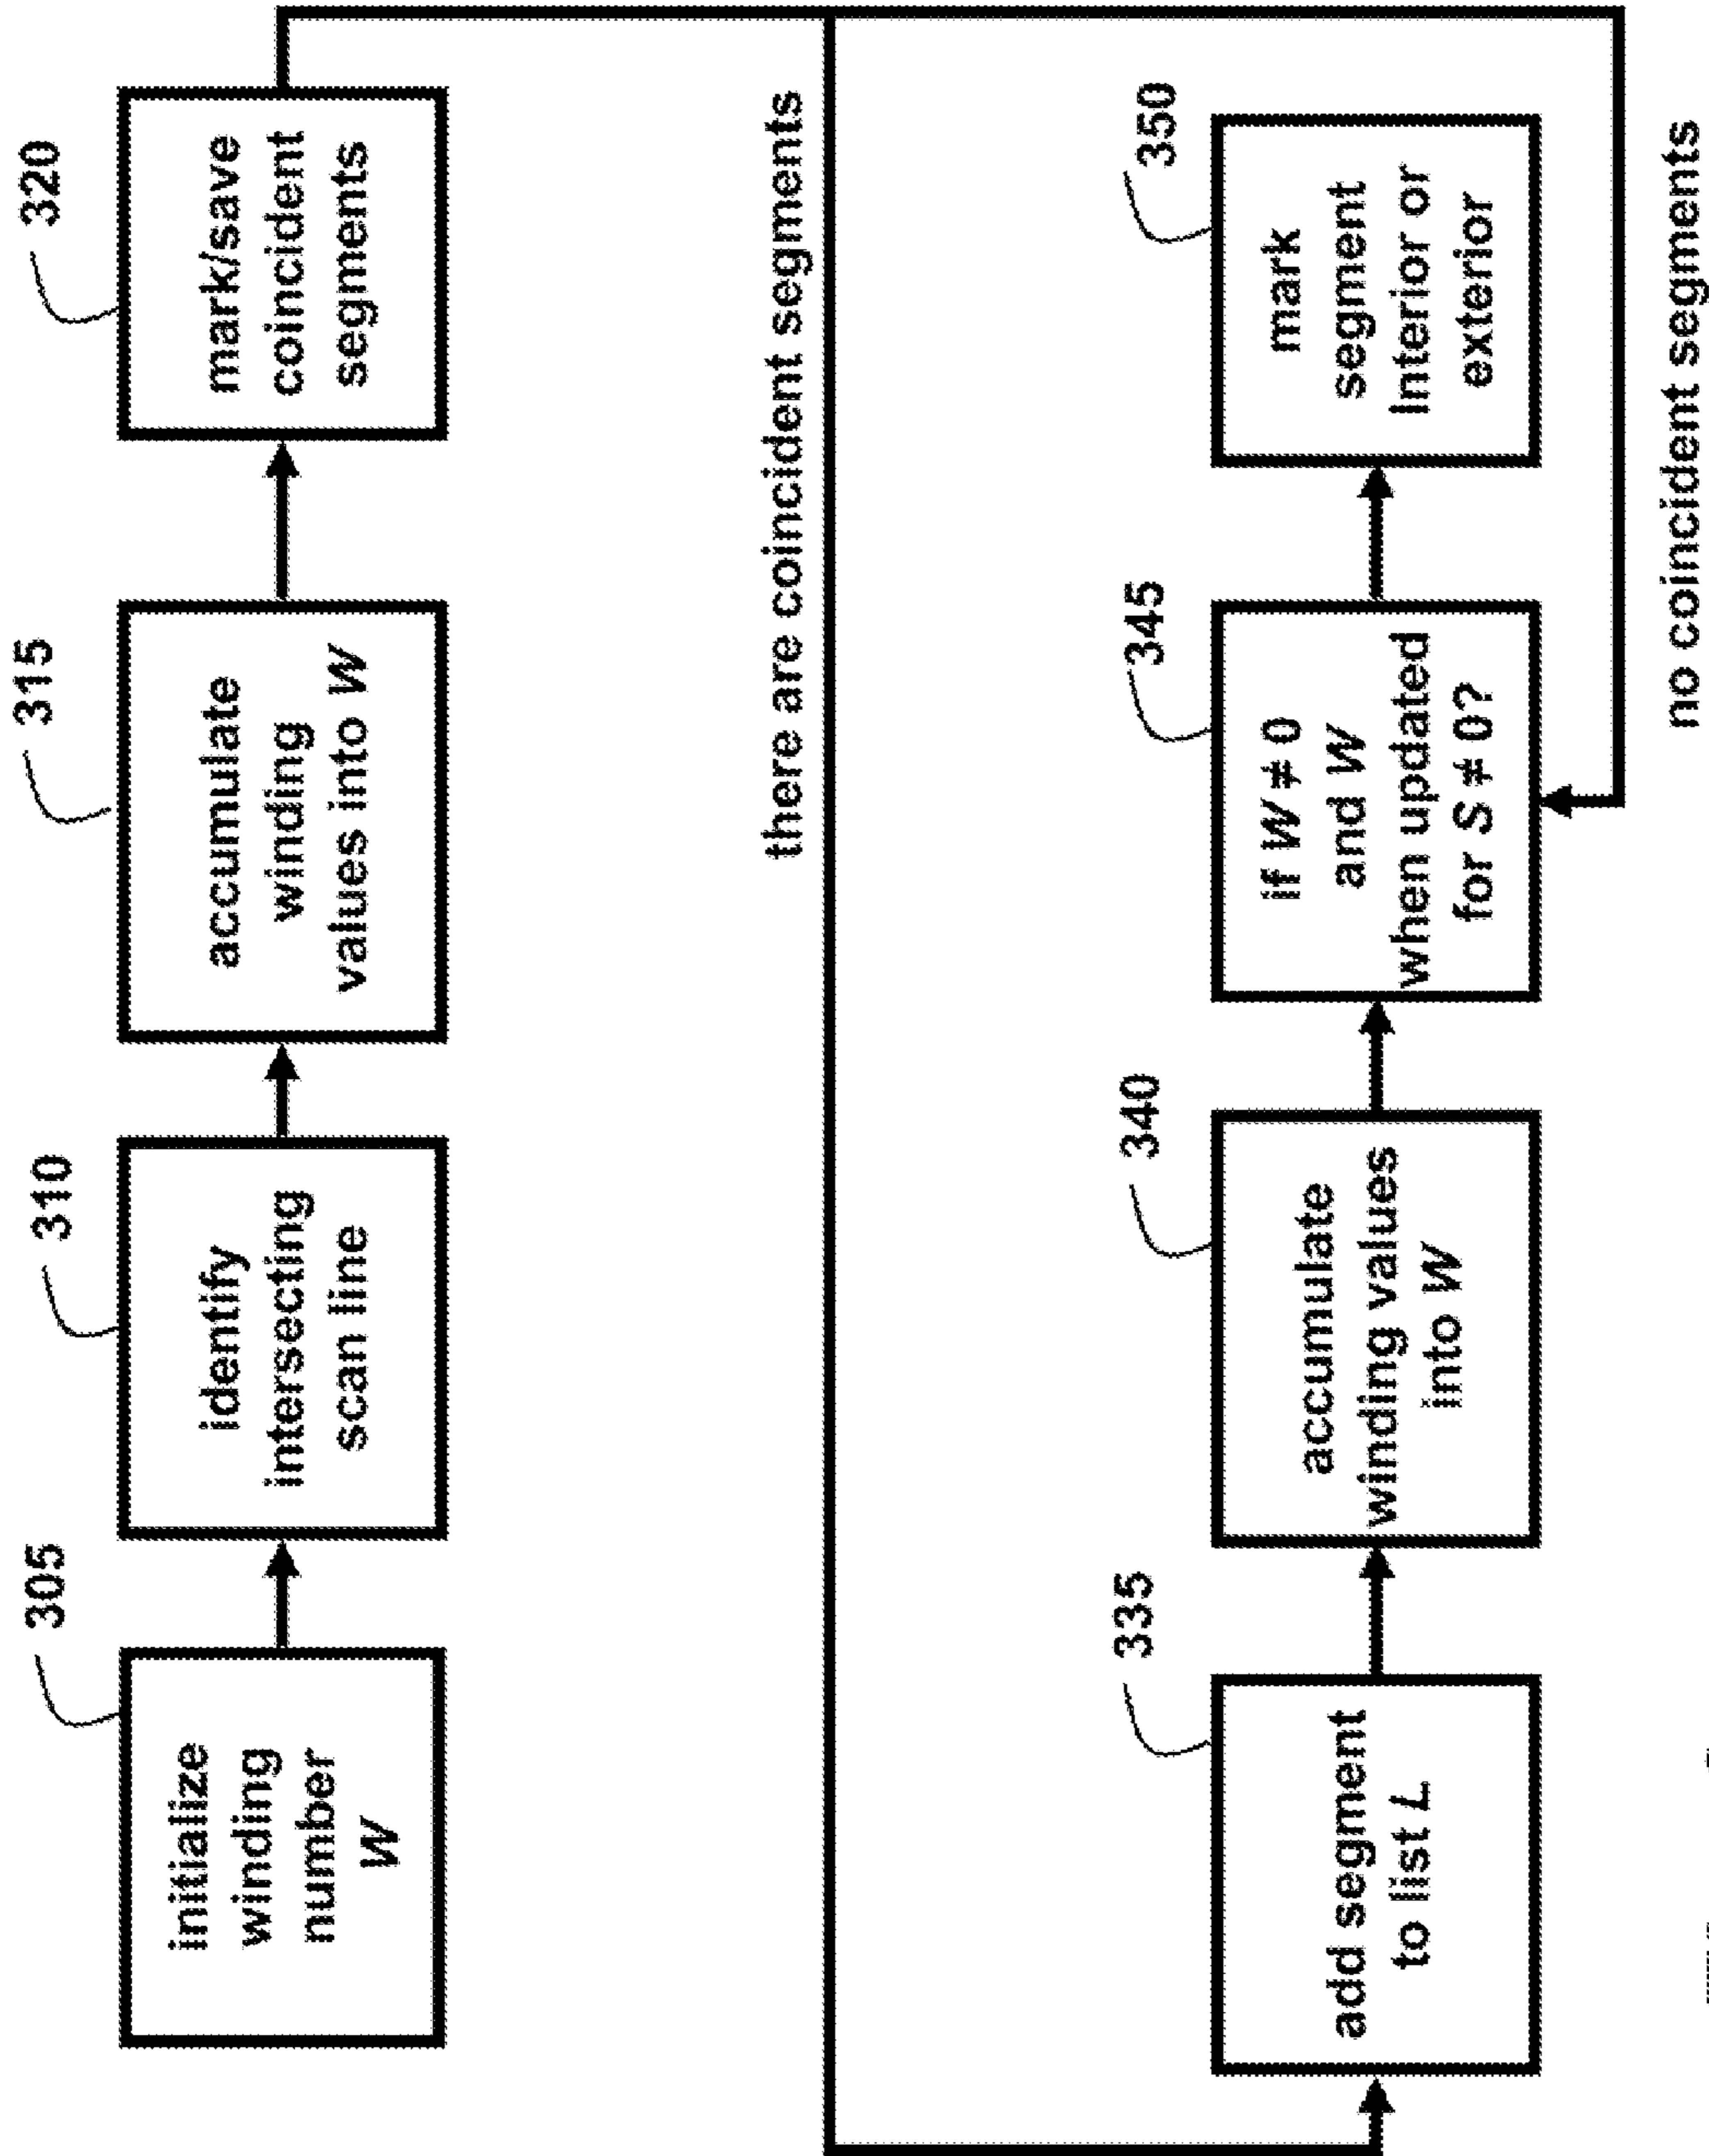 305
initialize
winding
number
W
310
identify
intersecting
scan line
315
accumulate
winding
values into W
320
mark/save
coincident
segments
there are coincident segments
335
add segment
to list L
340
accumulate
winding values
into W
345
if W ≠ 0
and W
when updated
for S ≠ 0?
350
mark
segment
Interior or
exterior
no coincident segments